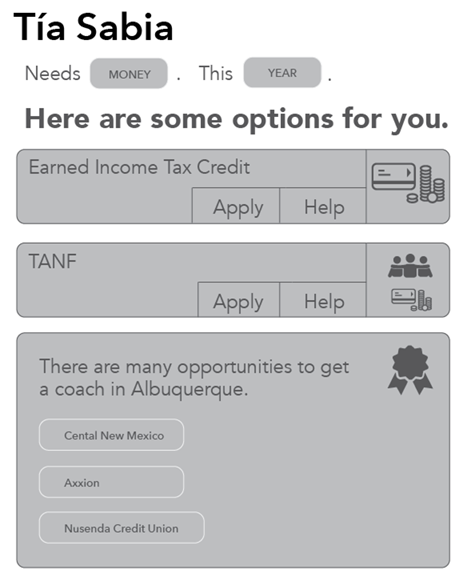 Tía Sabia
Needs MONEY . This YEAR .
Here are some options for you.
Earned Income Tax Credit
Apply Help
TANF
Apply Help
There are many opportunities to get
a coach in Albuquerque.
Cental New Mexico
Axxion
Nusenda Credit Union